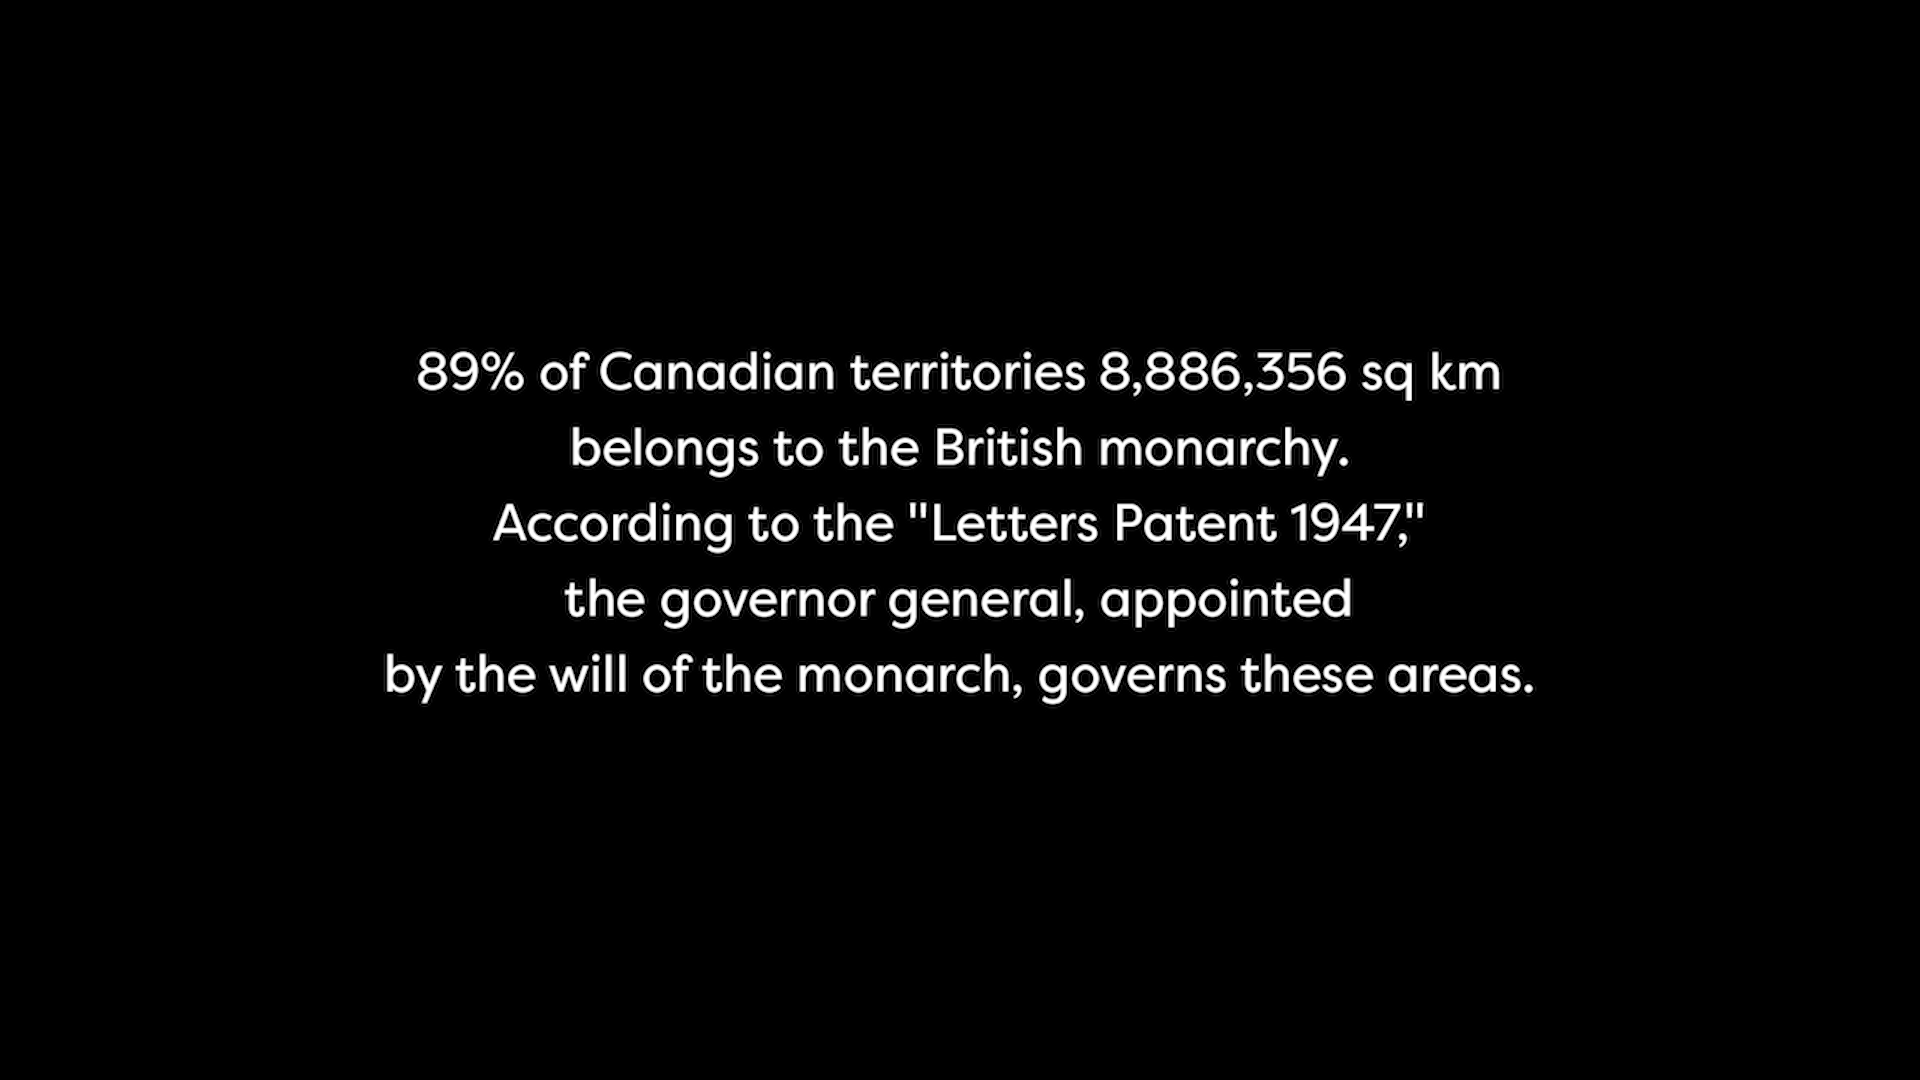 89% of Canadian territories 8,886,356 sq km
belongs to the British monarchy.
According to the "Letters Patent 1947,"
the governor general, appointed
by the will of the monarch, governs these areas.